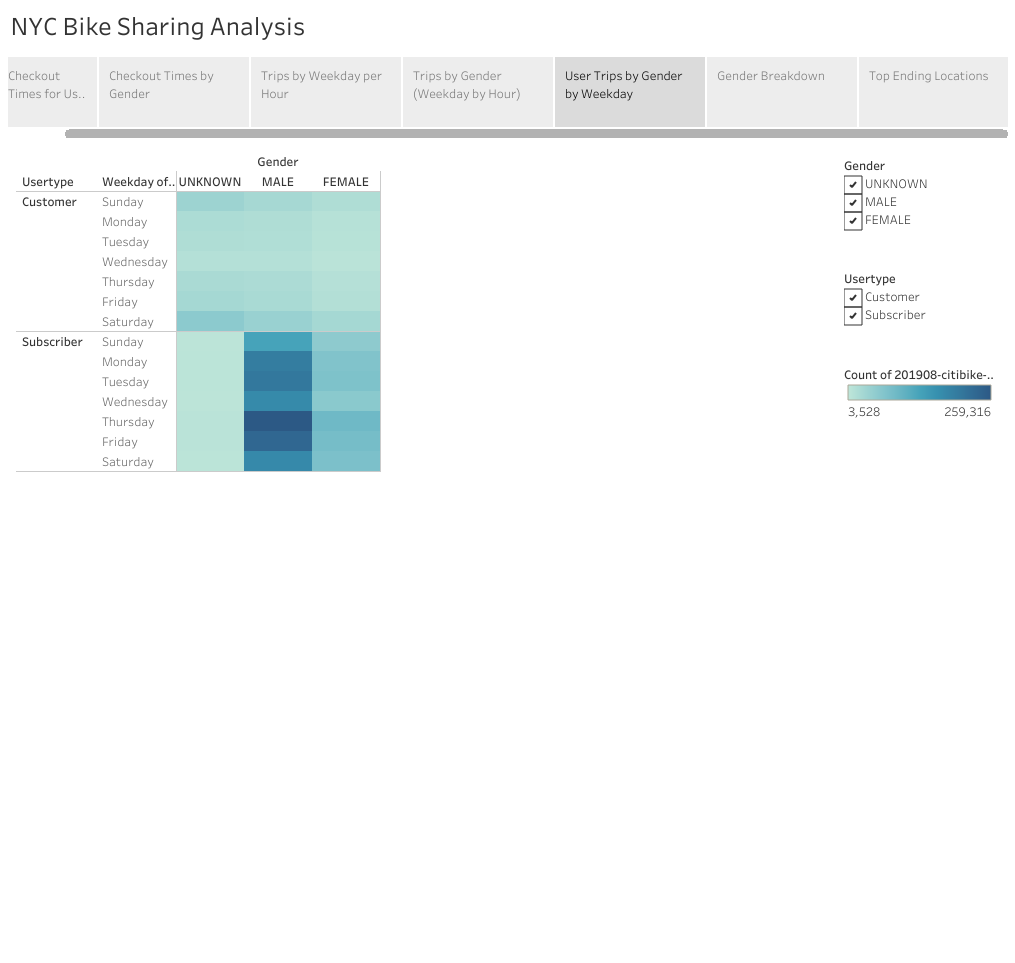 NYC Bike Sharing Analysis
Checkout
Times for Us..
Checkout Times by
Gender
Trips by Weekday per
Hour
Trips by Gender
(Weekday by Hour)
User Trips by Gender
by Weekday
Gender Breakdown
Top Ending Locations
Gender
Usertype Weekday of.. UNKNOWN MALE FEMALE
Customer Sunday
Monday
Tuesday
Wednesday
Thursday
Friday
Saturday
Subscriber Sunday
Monday
Tuesday
Wednesday
Thursday
Friday
Saturday
Gender
UNKNOWN
MALE
FEMALE
Usertype
Customer
Subscriber
Count of 201908-citibike-..
3,528 259,316